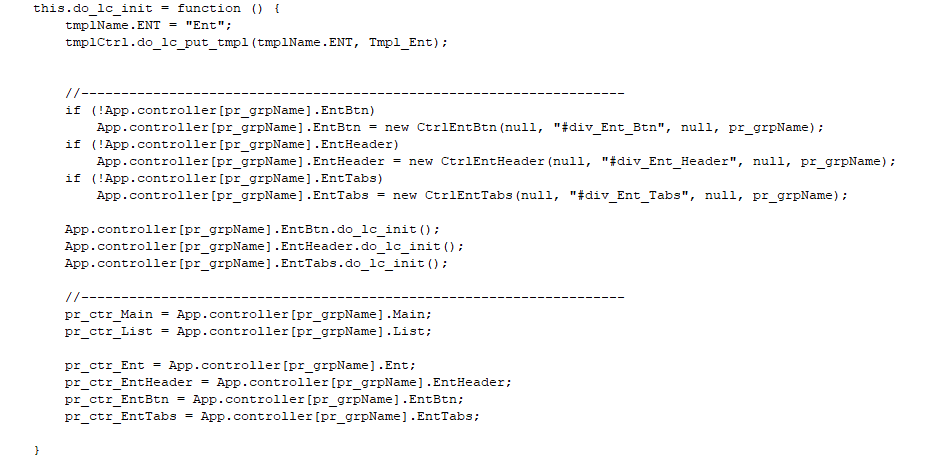 this.do_lc_init = function () {
tmplName.ENT = "Ent";
tmplCtrl.do_lc_put_tmpl(tmplName.ENT, Tmpl_Ent);
//--------------------------------------------------------------------
if (!App.controller[pr_grpName].EntBtn)
App.controller[pr_grpName].EntBtn = new CtrlEntBtn(null, "#div_Ent_Btn", null, pr_grpName);
if (!App.controller[pr_grpName].EntHeader)
App.controller[pr_grpName].EntHeader = new CtrlEntHeader(null, "#div_Ent_Header", null, pr_grpName);
if (!App.controller[pr_grpName].EntTabs)
App.controller[pr_grpName].EntTabs = new CtrlEntTabs(null, "#div_Ent_Tabs", null, pr_grpName);
App.controller[pr_grpName].EntBtn.do_lc_init();
App.controller[pr_grpName].EntHeader.do_lc_init();
App.controller[pr_grpName].EntTabs.do_lc_init();
//--------------------------------------------------------------------
pr_ctr_Main = App.controller[pr_grpName].Main;
pr_ctr_List = App.controller[pr_grpName].List;
pr_ctr_Ent = App.controller[pr_grpName].Ent;
pr_ctr_EntHeader = App.controller[pr_grpName].EntHeader;
pr_ctr_EntBtn = App.controller[pr_grpName].EntBtn;
pr_ctr_EntTabs = App.controller[pr_grpName].EntTabs;
}